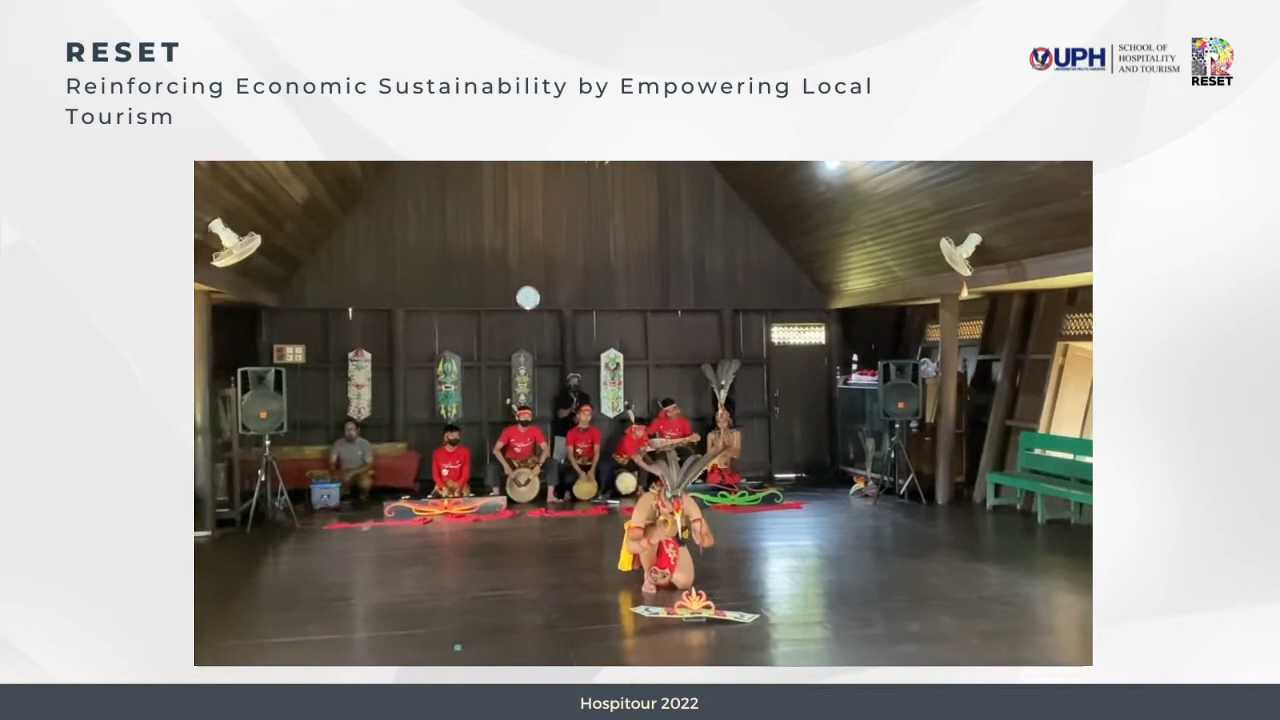 RESET
Reinforcing Economic Sustainability by Empowering Local
Tourism
UPH
SCHOOL OF
HOSPITALITY
AND TOURISM
RESET
Hospitour 2022